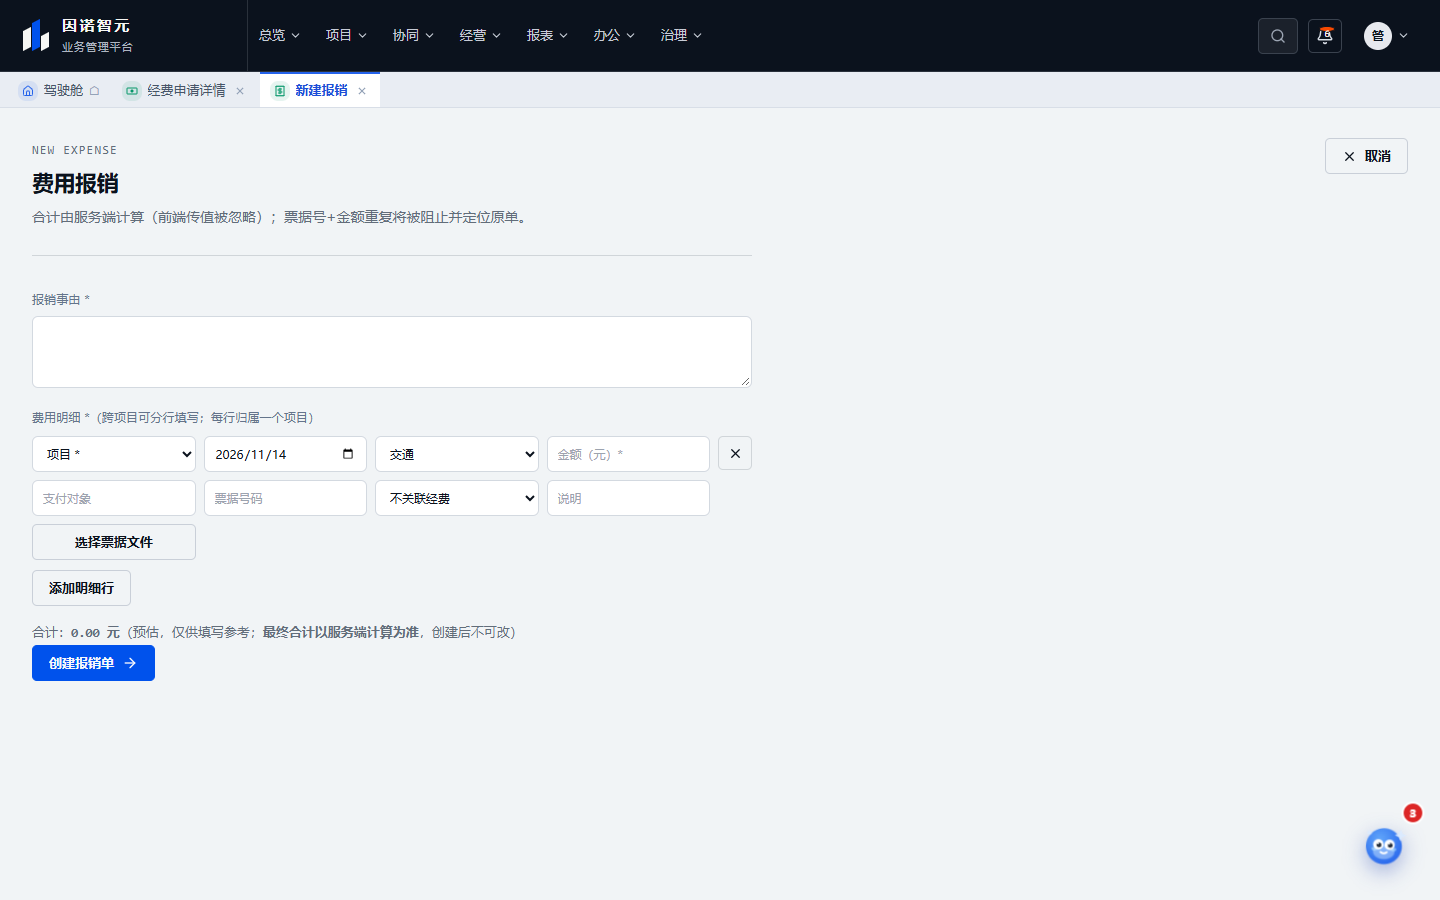 因诺智元
业务管理平台
总览 项目 协同 经营 报表 办公 治理
管
驾驶舱 经费申请详情 新建报销
NEW EXPENSE
取消
费用报销
合计由服务端计算（前端传值被忽略）；票据号+金额重复将被阻止并定位原单。
报销事由 *
费用明细 *（跨项目可分行填写；每行归属一个项目）
项目 * 2026/11/14 交通 金额（元）*
支付对象 票据号码 不关联经费 说明
选择票据文件
添加明细行
合计：0.00 元（预估，仅供填写参考；最终合计以服务端计算为准，创建后不可改）
创建报销单
3